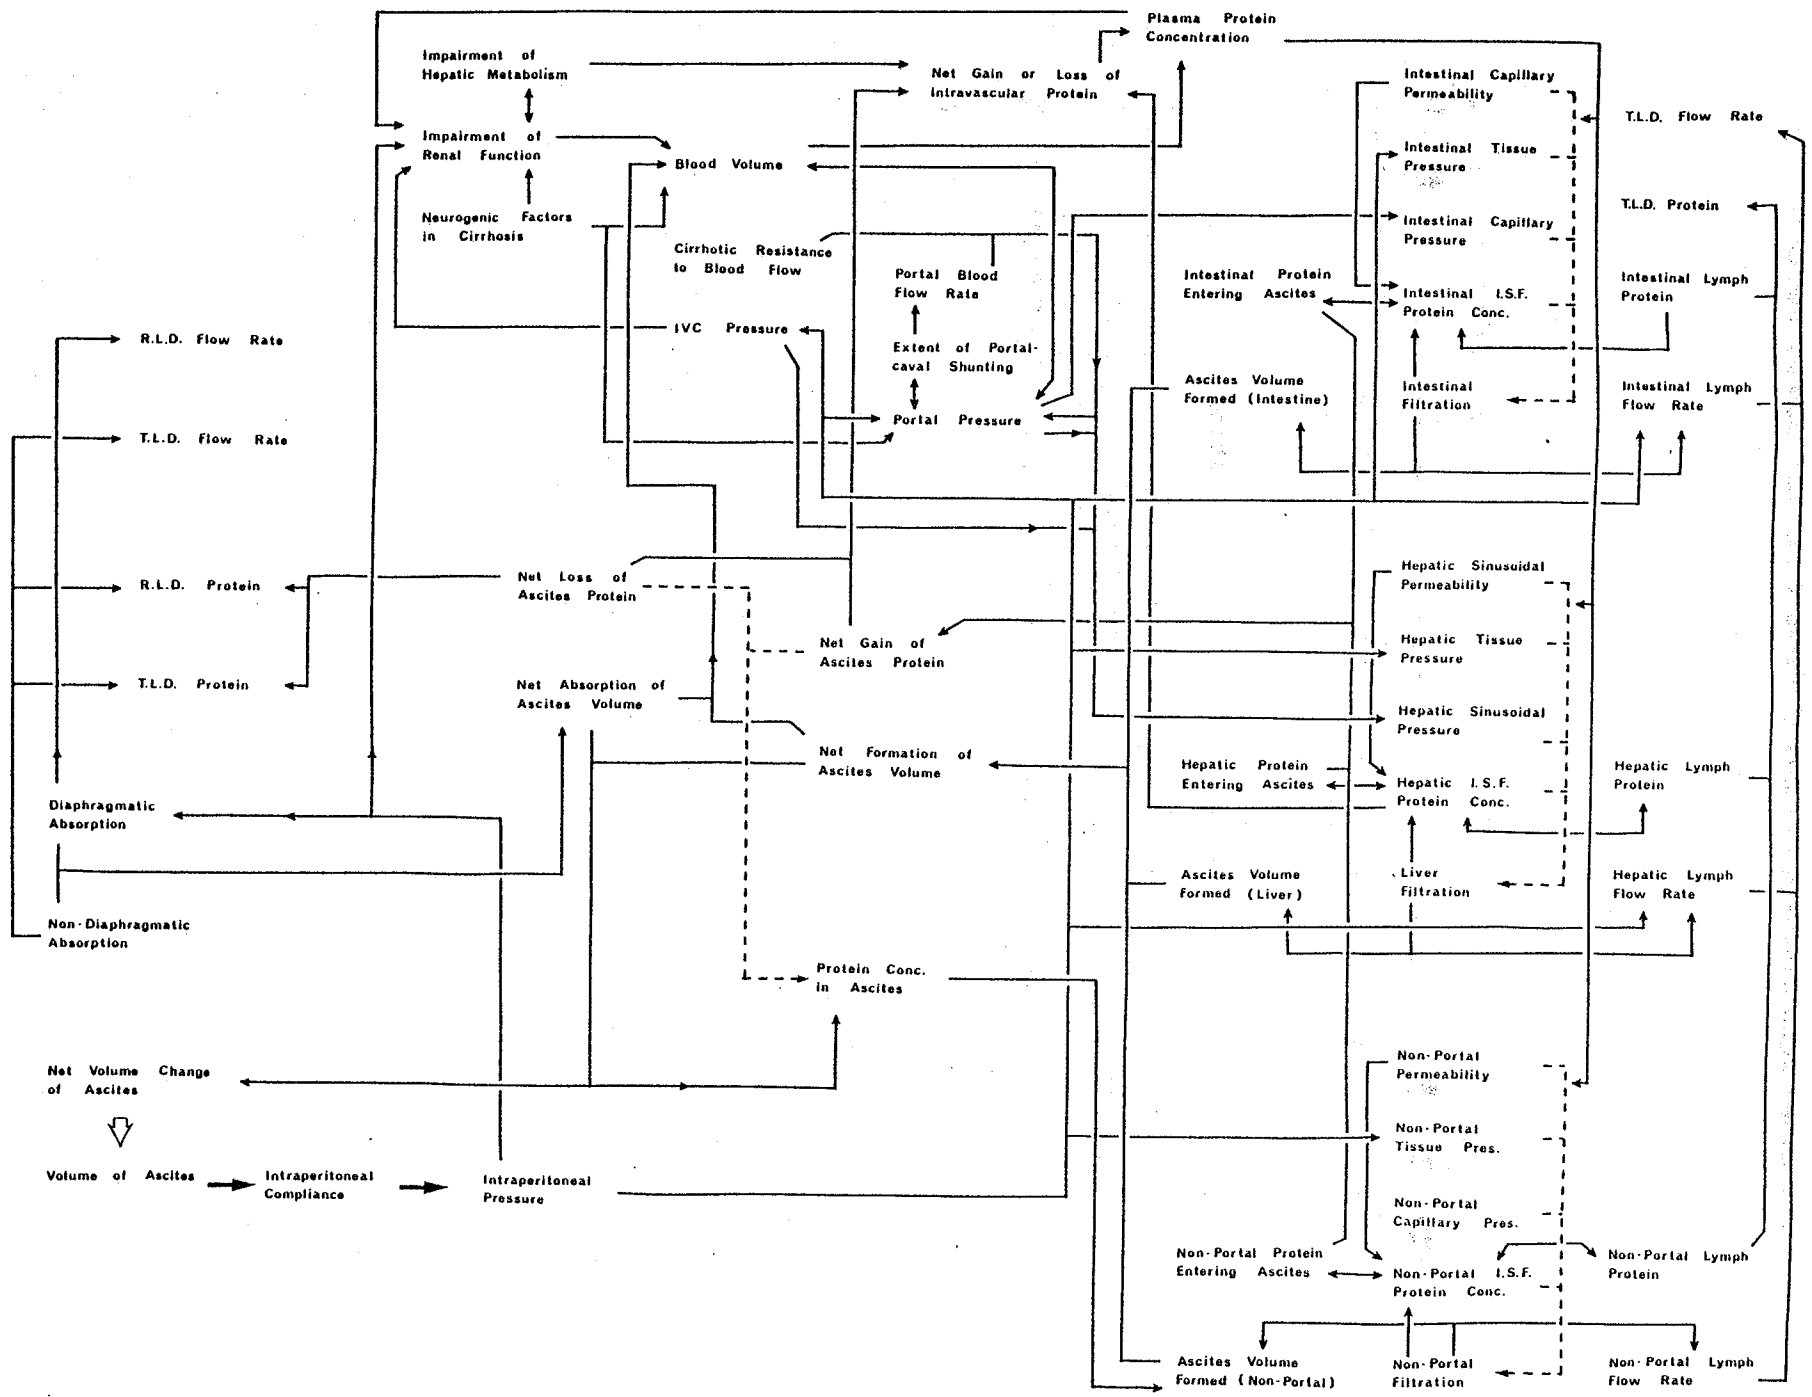 Plasma Protein
Concentration
Impairment of
Hepatic Metabolism
Net Gain or Loss of
Intravascular Protein
Intestinal Capillary
Permeability
T.L.D. Flow Rate
Impairment of
Renal Function
Blood Volume
Intestinal Tissue
Pressure
T.L.D. Protein
Neurogenic Factors
in Cirrhosis
Intestinal Capillary
Pressure
Cirrhotic Resistance
to Blood Flow
Portal Blood
Flow Rate
Intestinal Protein
Entering Ascites
Intestinal I.S.F.
Protein Conc.
Intestinal Lymph
Protein
IVC Pressure
R.L.D. Flow Rate
Extent of Portal-
caval Shunting
Ascites Volume
Formed (Intestine)
Intestinal
Filtration
Intestinal Lymph
Flow Rate
Portal Pressure
T.L.D. Flow Rate
R.L.D. Protein
Net Loss of
Ascites Protein
Hepatic Sinusoidal
Permeability
Net Gain of
Ascites Protein
Hepatic Tissue
Pressure
T.L.D. Protein
Net Absorption of
Ascites Volume
Hepatic Sinusoidal
Pressure
Net Formation of
Ascites Volume
Hepatic Protein
Entering Ascites
Hepatic I.S.F.
Protein Conc.
Hepatic Lymph
Protein
Diaphragmatic
Absorption
Ascites Volume
Formed (Liver)
Liver
Filtration
Hepatic Lymph
Flow Rate
Non-Diaphragmatic
Absorption
Protein Conc.
in Ascites
Net Volume Change
of Ascites
Non-Portal
Permeability
Non-Portal
Tissue Pres.
Volume of Ascites
Intraperitoneal
Compliance
Intraperitoneal
Pressure
Non-Portal
Capillary Pres.
Non-Portal Protein
Entering Ascites
Non-Portal I.S.F.
Protein Conc.
Non-Portal Lymph
Protein
Ascites Volume
Formed (Non-Portal)
Non-Portal
Filtration
Non-Portal Lymph
Flow Rate